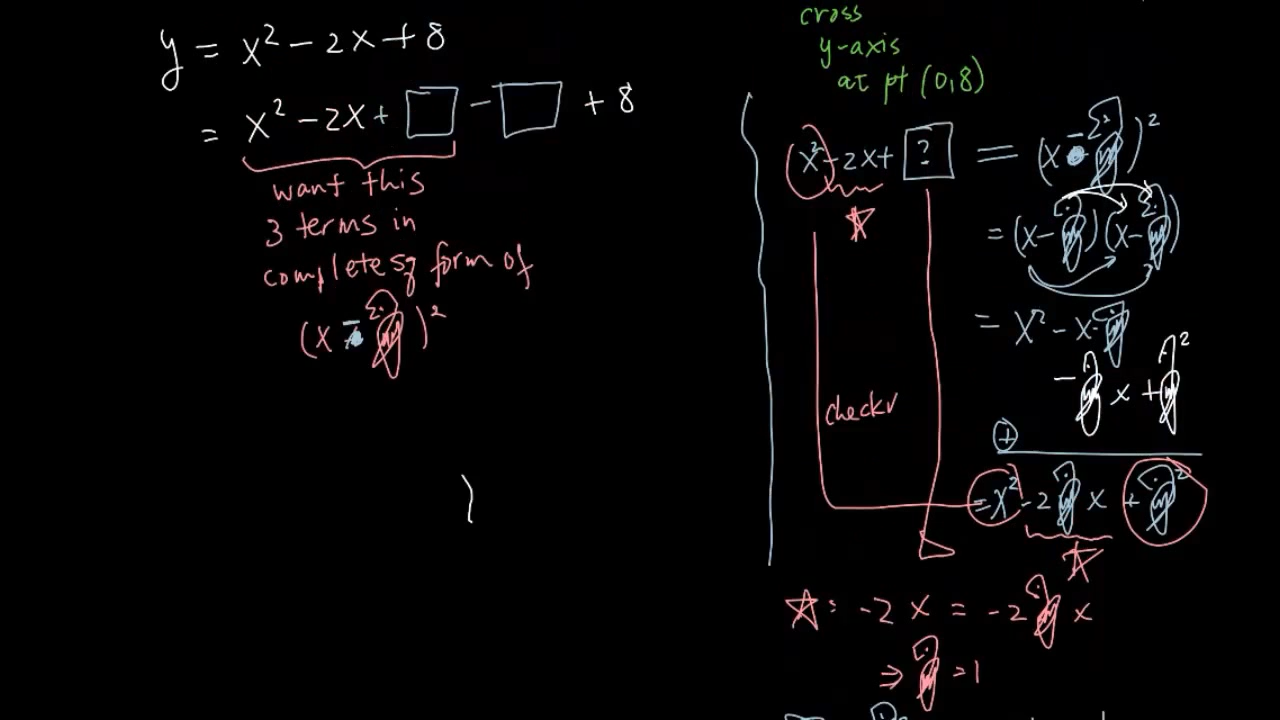 y = x² - 2x + 8
= x² - 2x + □ - □ + 8
want this
3 terms in
complete sq form of
(x - )²
cross
y-axis
at pt (0,8)
x² - 2x + ? = (x - )²
= (x - )(x - )
= x² - x
- x + ²
checkv
+
= x² - 2 x + ²
☆ : -2x = -2 x
⇒ = 1